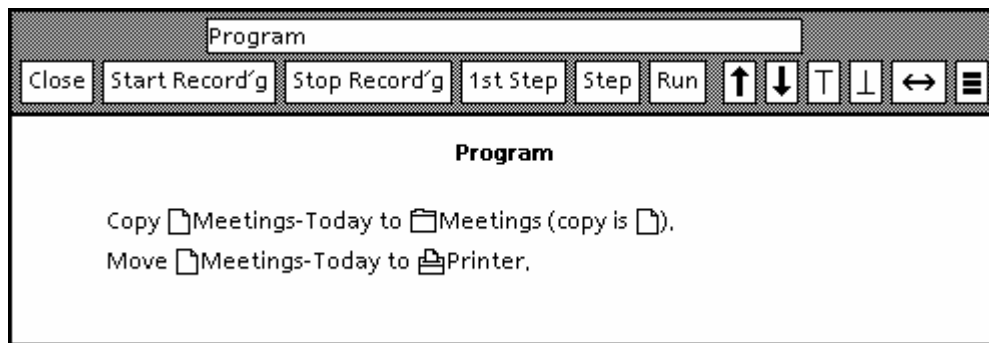 Program
Close Start Record´g Stop Record´g 1st Step Step Run
Program
Copy Meetings-Today to Meetings (copy is ).
Move Meetings-Today to Printer.